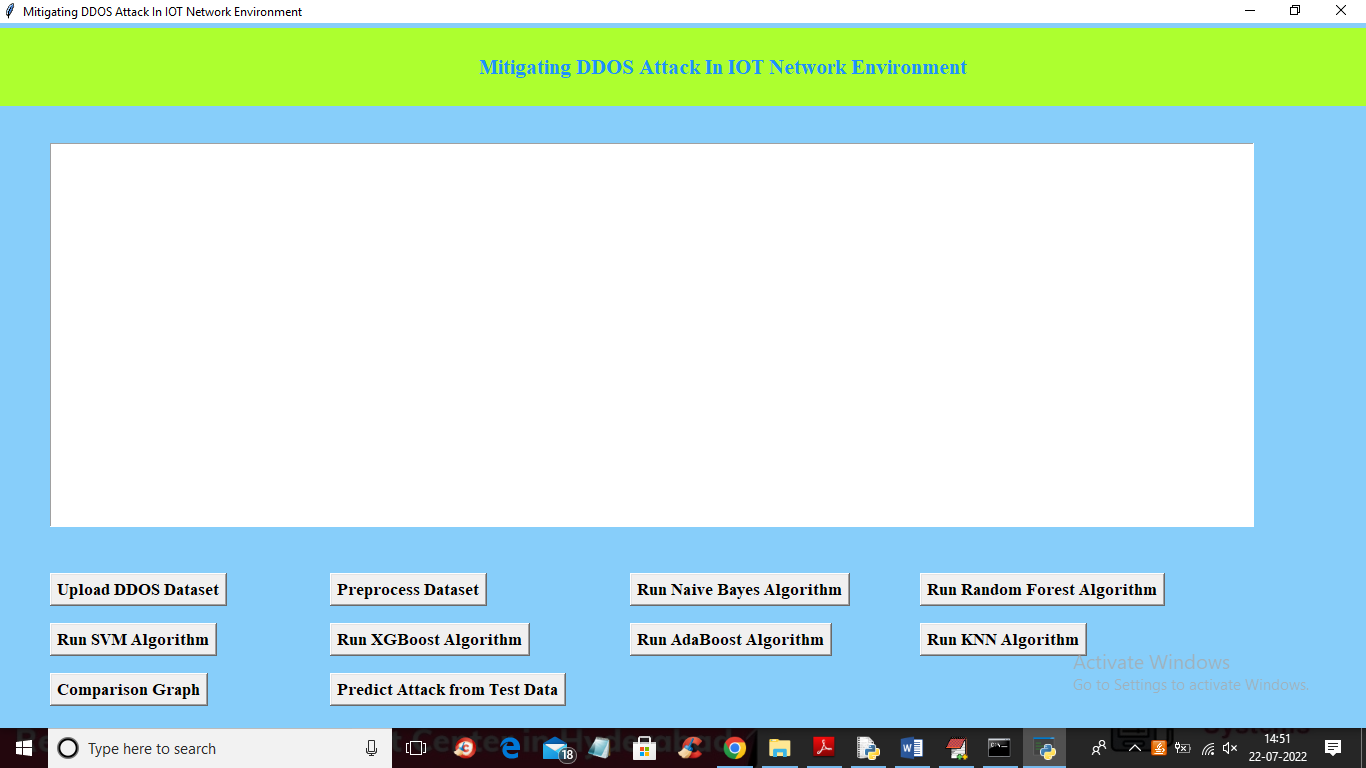 Mitigating DDOS Attack In IOT Network Environment
Mitigating DDOS Attack In IOT Network Environment
Upload DDOS Dataset
Preprocess Dataset
Run Naive Bayes Algorithm
Run Random Forest Algorithm
Run SVM Algorithm
Run XGBoost Algorithm
Run AdaBoost Algorithm
Run KNN Algorithm
Activate Windows
Go to Settings to activate Windows.
Comparison Graph
Predict Attack from Test Data
Type here to search
18
14:51
22-07-2022